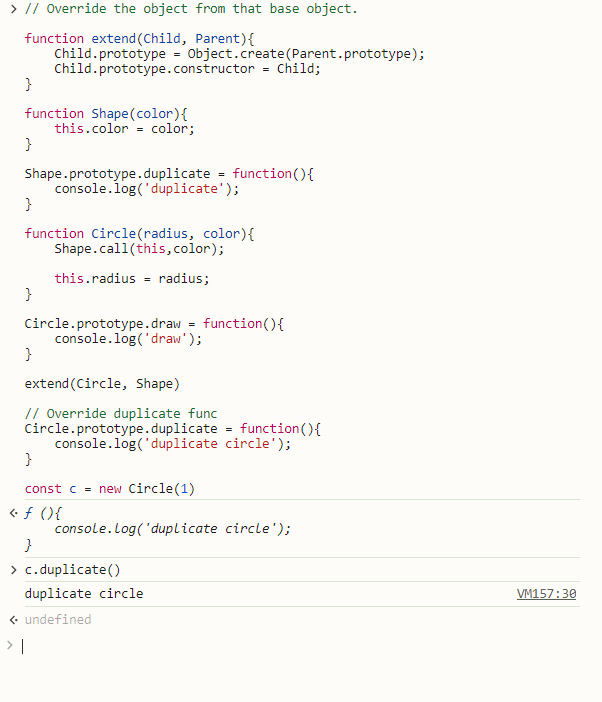 > // Override the object from that base object.
function extend(Child, Parent){
    Child.prototype = Object.create(Parent.prototype);
    Child.prototype.constructor = Child;
}
function Shape(color){
    this.color = color;
}
Shape.prototype.duplicate = function(){
    console.log('duplicate');
}
function Circle(radius, color){
    Shape.call(this,color);
    this.radius = radius;
}
Circle.prototype.draw = function(){
    console.log('draw');
}
extend(Circle, Shape)
// Override duplicate func
Circle.prototype.duplicate = function(){
    console.log('duplicate circle');
}
const c = new Circle(1)
ƒ (){
    console.log('duplicate circle');
}
> c.duplicate()
duplicate circle VM157:30
undefined
>